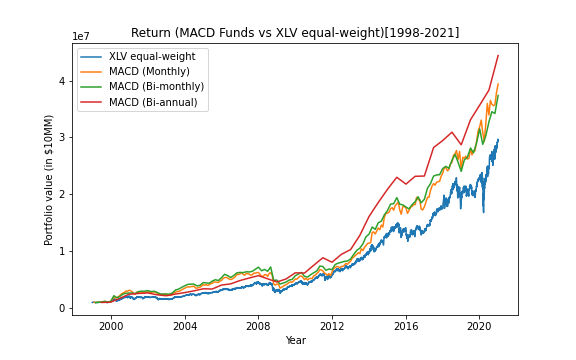 Return (MACD Funds vs XLV equal-weight)[1998-2021]
1e7
XLV equal-weight
MACD (Monthly)
MACD (Bi-monthly)
MACD (Bi-annual)
Portfolio value (in $10MM)
4
3
2
1
0
2000 2004 2008 2012 2016 2020
Year